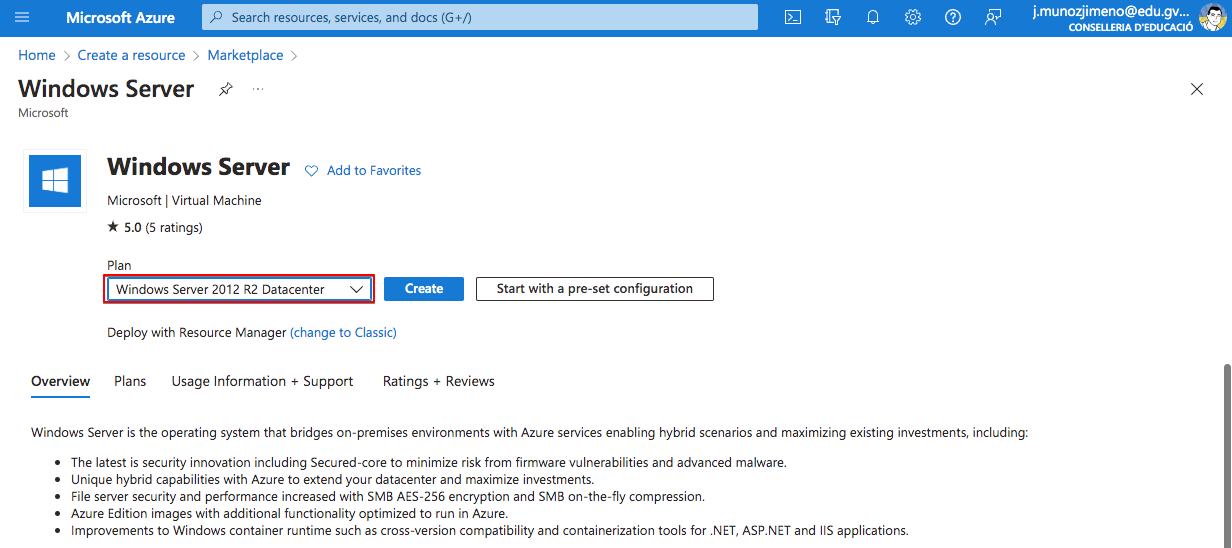 Microsoft Azure
Search resources, services, and docs (G+/)
j.munozjimeno@edu.gv...
CONSELLERIA D'EDUCACIÓ
Home > Create a resource > Marketplace >
Windows Server
...
Microsoft
Windows Server
Add to Favorites
Microsoft | Virtual Machine
★ 5.0 (5 ratings)
Plan
Windows Server 2012 R2 Datacenter
Create
Start with a pre-set configuration
Deploy with Resource Manager (change to Classic)
Overview Plans Usage Information + Support Ratings + Reviews
Windows Server is the operating system that bridges on-premises environments with Azure services enabling hybrid scenarios and maximizing existing investments, including:
• The latest is security innovation including Secured-core to minimize risk from firmware vulnerabilities and advanced malware.
• Unique hybrid capabilities with Azure to extend your datacenter and maximize investments.
• File server security and performance increased with SMB AES-256 encryption and SMB on-the-fly compression.
• Azure Edition images with additional functionality optimized to run in Azure.
• Improvements to Windows container runtime such as cross-version compatibility and containerization tools for .NET, ASP.NET and IIS applications.